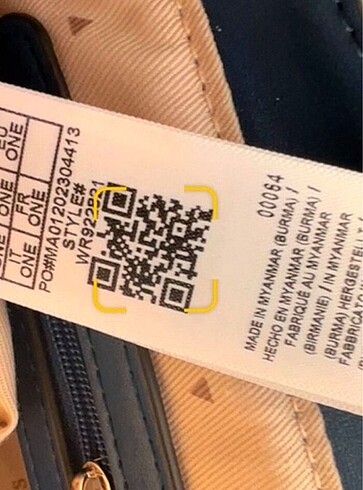 EU
ONE
ONE
FR
ONE
IT
ONE
PO#MA01202304413
STYLE#
00064
MADE IN MYANMAR (BURMA) /
HECHO EN MYANMAR (BURMA) /
FABRIQUÉ AU MYANMAR
(BIRMANIE) / IN MYANMAR
(BURMA) HERGESTELLT